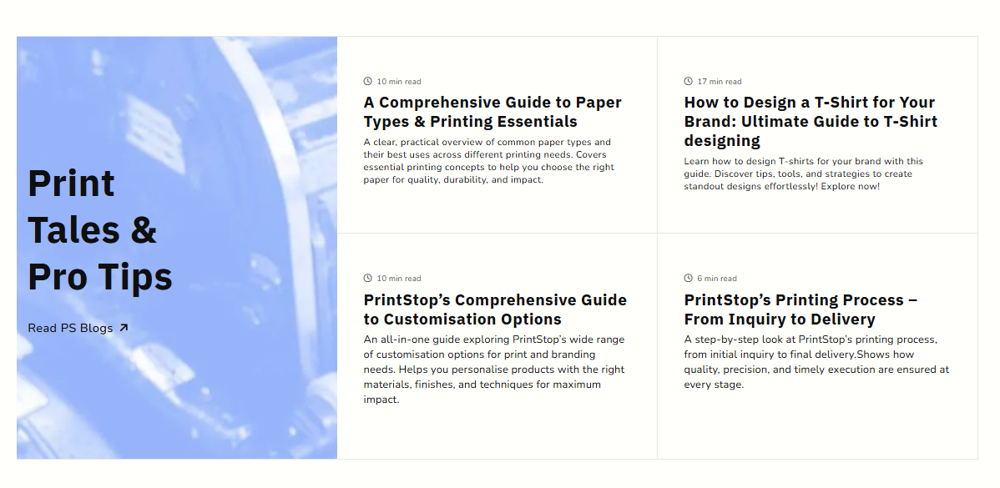 Print
Tales &
Pro Tips
Read PS Blogs
10 min read
A Comprehensive Guide to Paper
Types & Printing Essentials
A clear, practical overview of common paper types and
their best uses across different printing needs. Covers
essential printing concepts to help you choose the right
paper for quality, durability, and impact.
17 min read
How to Design a T-Shirt for Your
Brand: Ultimate Guide to T-Shirt
designing
Learn how to design T-shirts for your brand with this
guide. Discover tips, tools, and strategies to create
standout designs effortlessly! Explore now!
10 min read
PrintStop’s Comprehensive Guide
to Customisation Options
An all-in-one guide exploring PrintStop’s wide range
of customisation options for print and branding
needs. Helps you personalise products with the right
materials, finishes, and techniques for maximum
impact.
6 min read
PrintStop’s Printing Process –
From Inquiry to Delivery
A step-by-step look at PrintStop’s printing process,
from initial inquiry to final delivery.Shows how
quality, precision, and timely execution are ensured at
every stage.